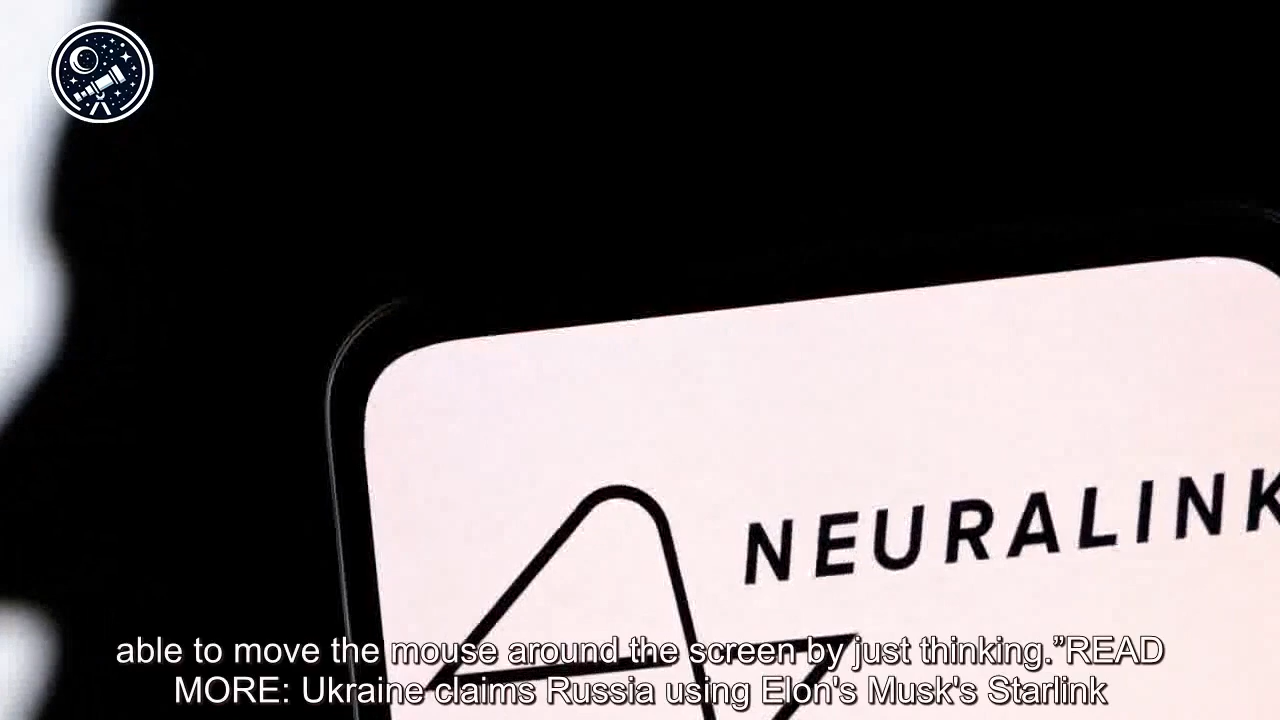 NEURALINK
able to move the mouse around the screen by just thinking.”READ
MORE: Ukraine claims Russia using Elon's Musk's Starlink